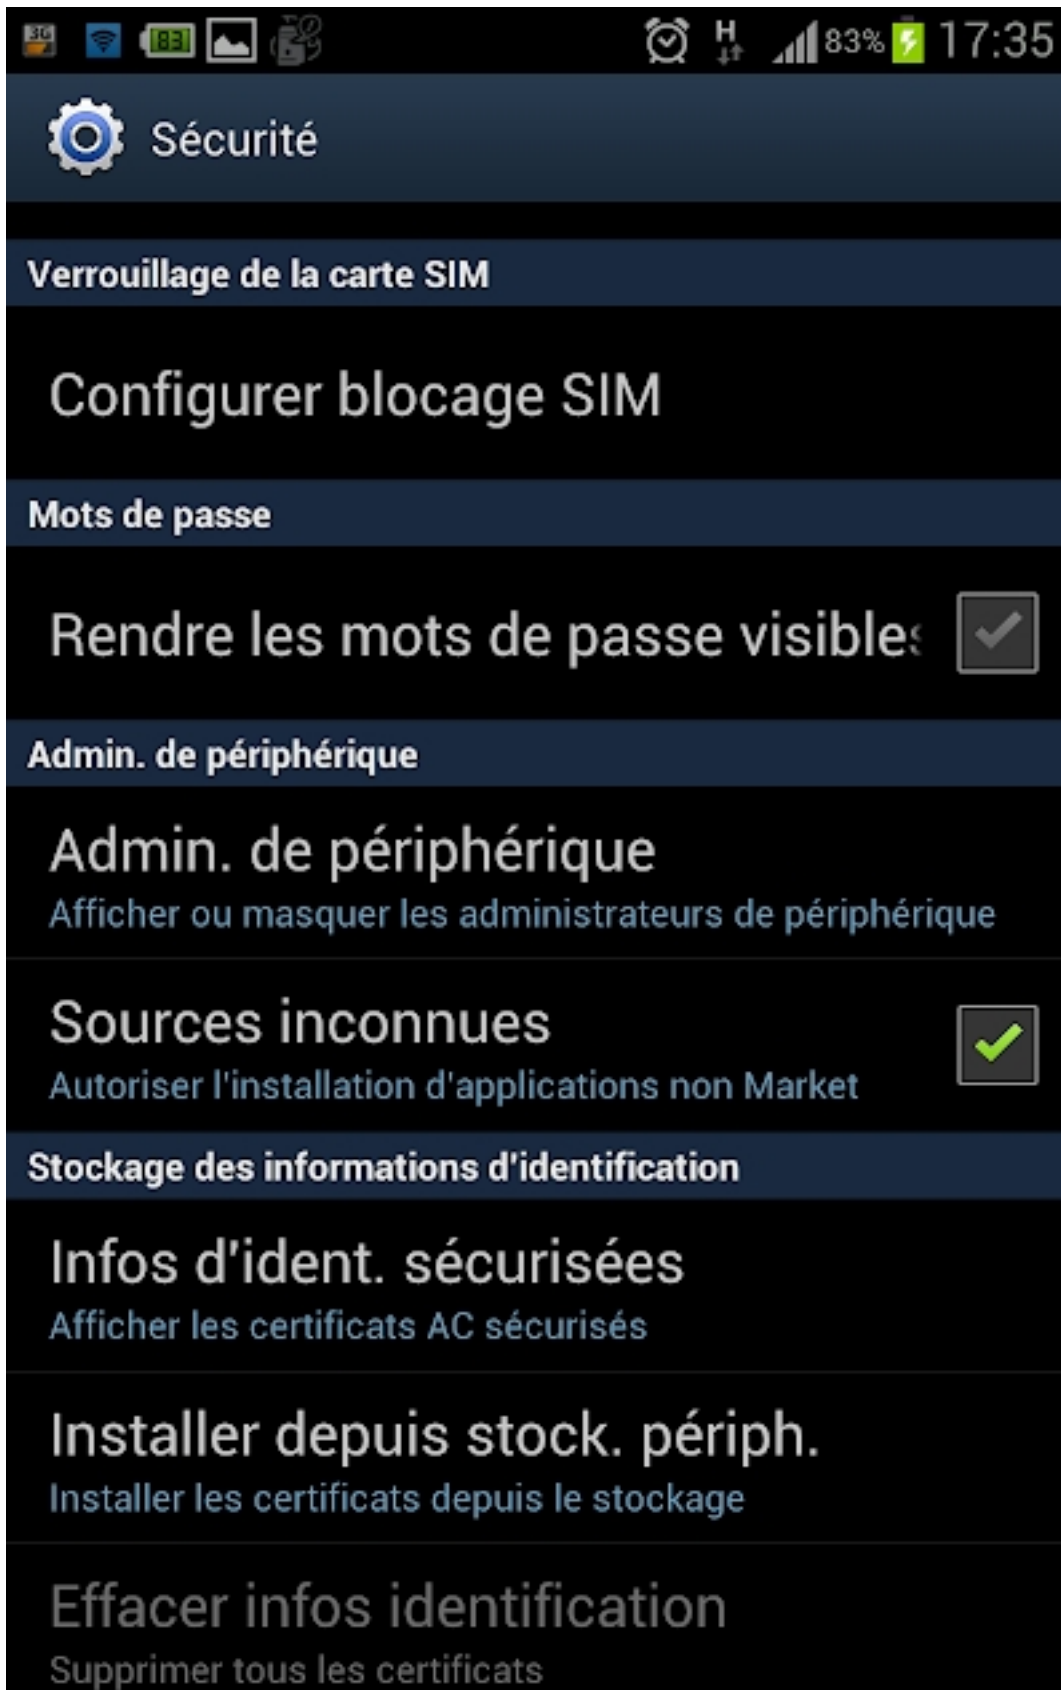 3G
83
H
83%
17:35
Sécurité
Verrouillage de la carte SIM
Configurer blocage SIM
Mots de passe
Rendre les mots de passe visibles
Admin. de périphérique
Admin. de périphérique
Afficher ou masquer les administrateurs de périphérique
Sources inconnues
Autoriser l'installation d'applications non Market
Stockage des informations d'identification
Infos d'ident. sécurisées
Afficher les certificats AC sécurisés
Installer depuis stock. périph.
Installer les certificats depuis le stockage
Effacer infos identification
Supprimer tous les certificats